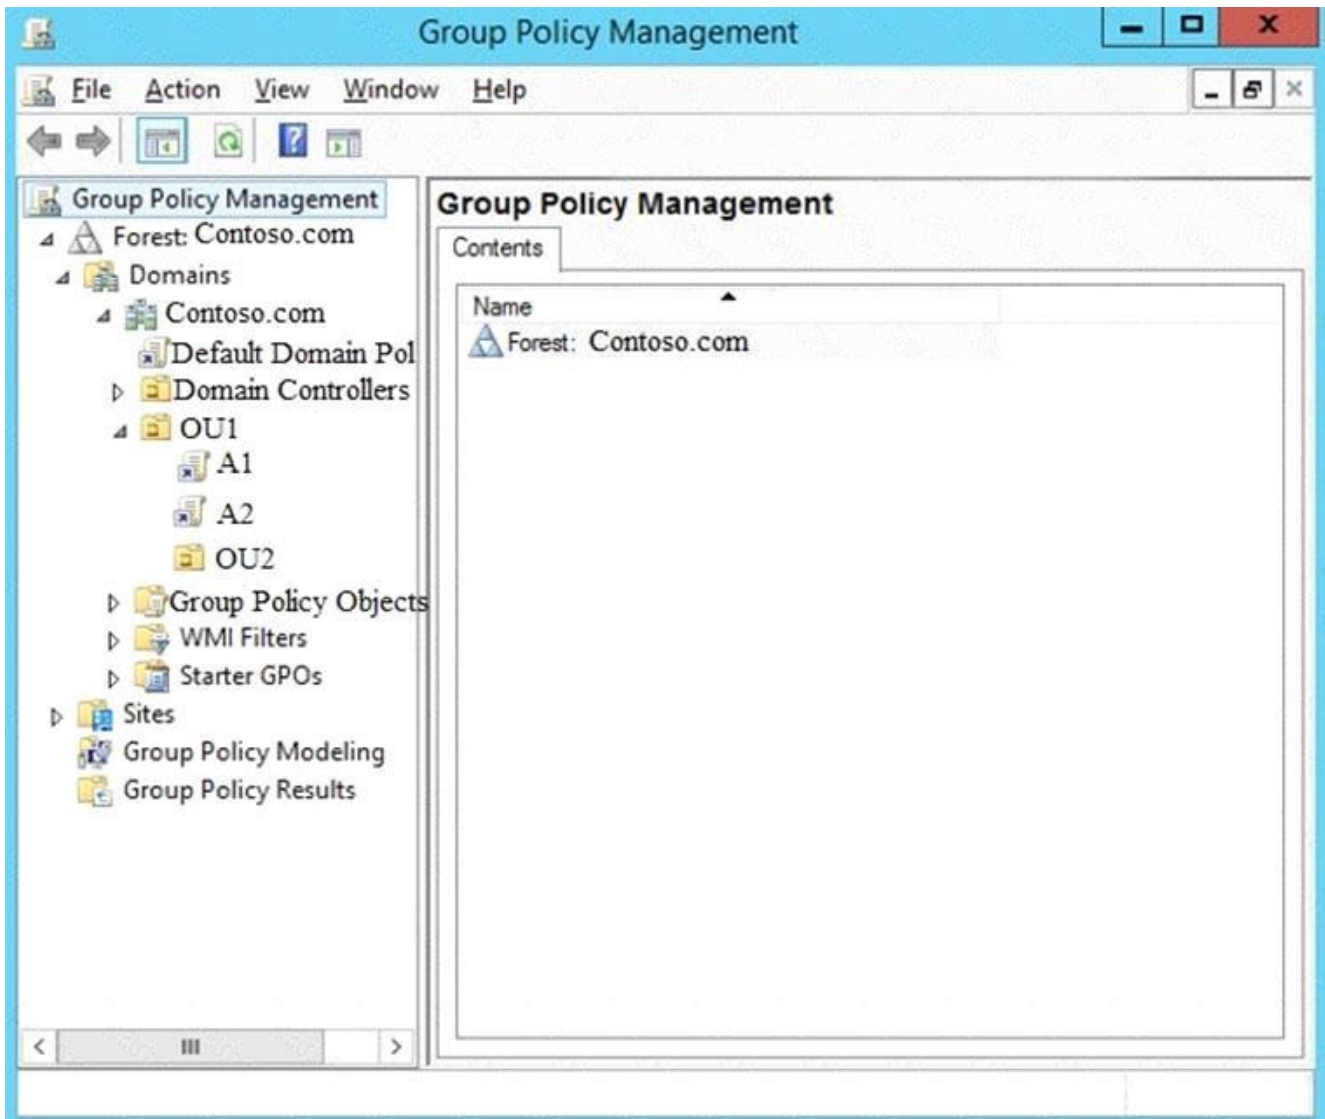 Group Policy Management
File Action View Window Help
Group Policy Management
Forest: Contoso.com
Domains
Contoso.com
Default Domain Pol
Domain Controllers
OU1
A1
A2
OU2
Group Policy Objects
WMI Filters
Starter GPOs
Sites
Group Policy Modeling
Group Policy Results
Group Policy Management
Contents
Name
Forest: Contoso.com